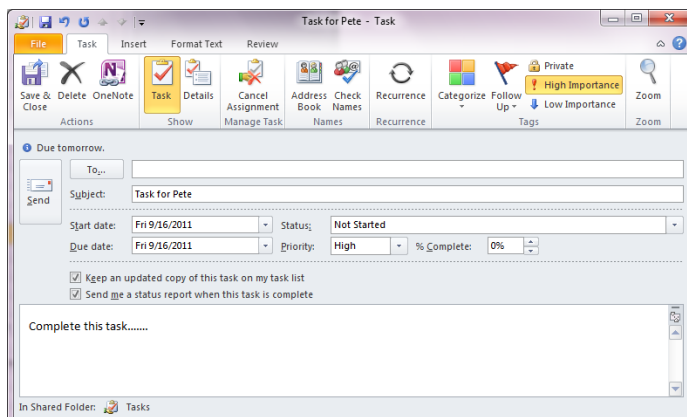 Task for Pete - Task
File Task Insert Format Text Review
Save & Close Delete OneNote Task Details Cancel Assignment Address Book Check Names Recurrence Categorize Follow Up Private High Importance Low Importance Zoom
Actions Show Manage Task Names Recurrence Tags Zoom
Due tomorrow.
To...
Send
Subject: Task for Pete
Start date: Fri 9/16/2011 Status: Not Started
Due date: Fri 9/16/2011 Priority: High % Complete: 0%
Keep an updated copy of this task on my task list
Send me a status report when this task is complete
Complete this task.......
In Shared Folder: Tasks